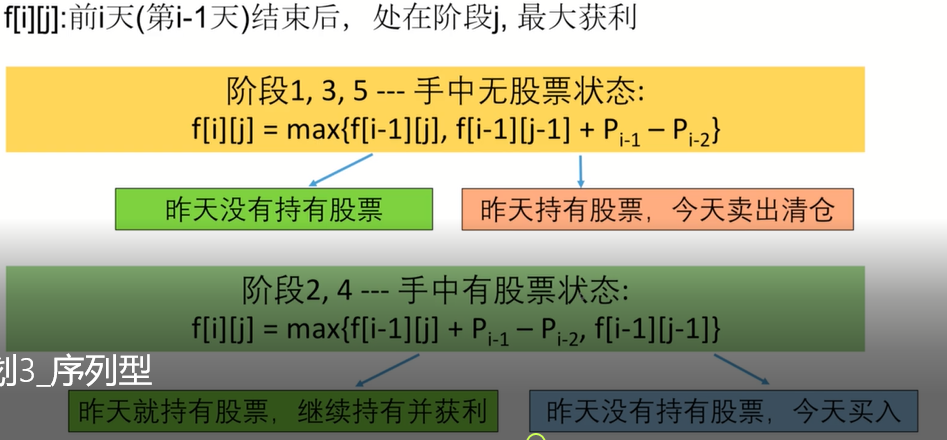 f[i][j]:前i天(第i-1天)结束后，处在阶段j, 最大获利
阶段1, 3, 5 --- 手中无股票状态:
f[i][j] = max{f[i-1][j], f[i-1][j-1] + Pi-1 – Pi-2}
昨天没有持有股票
昨天持有股票，今天卖出清仓
阶段2, 4 --- 手中有股票状态:
f[i][j] = max{f[i-1][j] + Pi-1 – Pi-2, f[i-1][j-1]}
划3_序列型
昨天就持有股票，继续持有并获利
昨天没有持有股票，今天买入